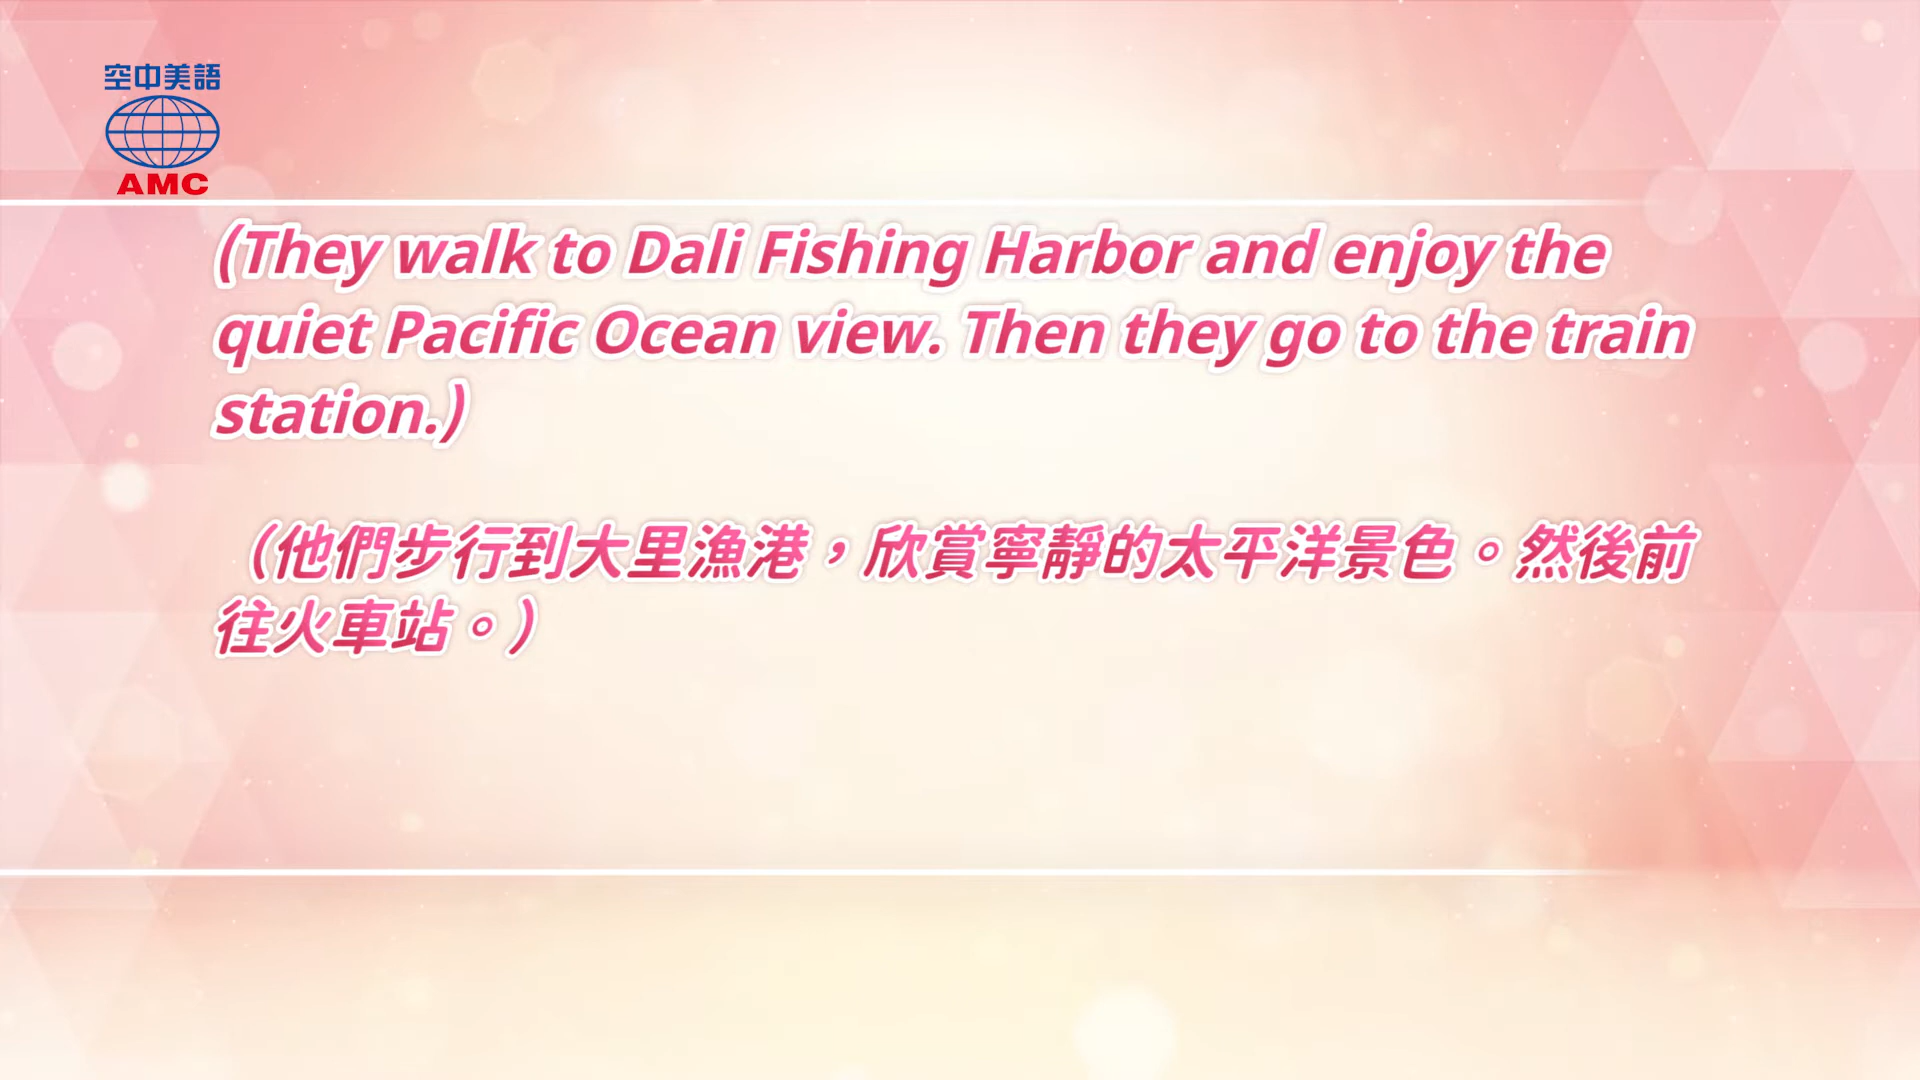 空中美語
AMC
(They walk to Dali Fishing Harbor and enjoy the
quiet Pacific Ocean view. Then they go to the train
station.)
（他們步行到大里漁港，欣賞寧靜的太平洋景色。然後前
往火車站。）